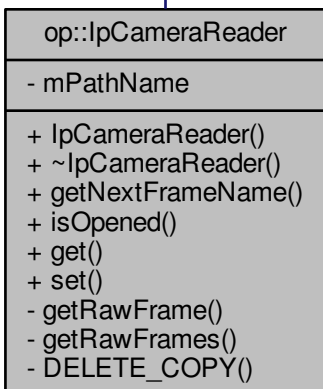 op::IpCameraReader
- mPathName
+ IpCameraReader()
+ ~IpCameraReader()
+ getNextFrameName()
+ isOpened()
+ get()
+ set()
- getRawFrame()
- getRawFrames()
- DELETE_COPY()